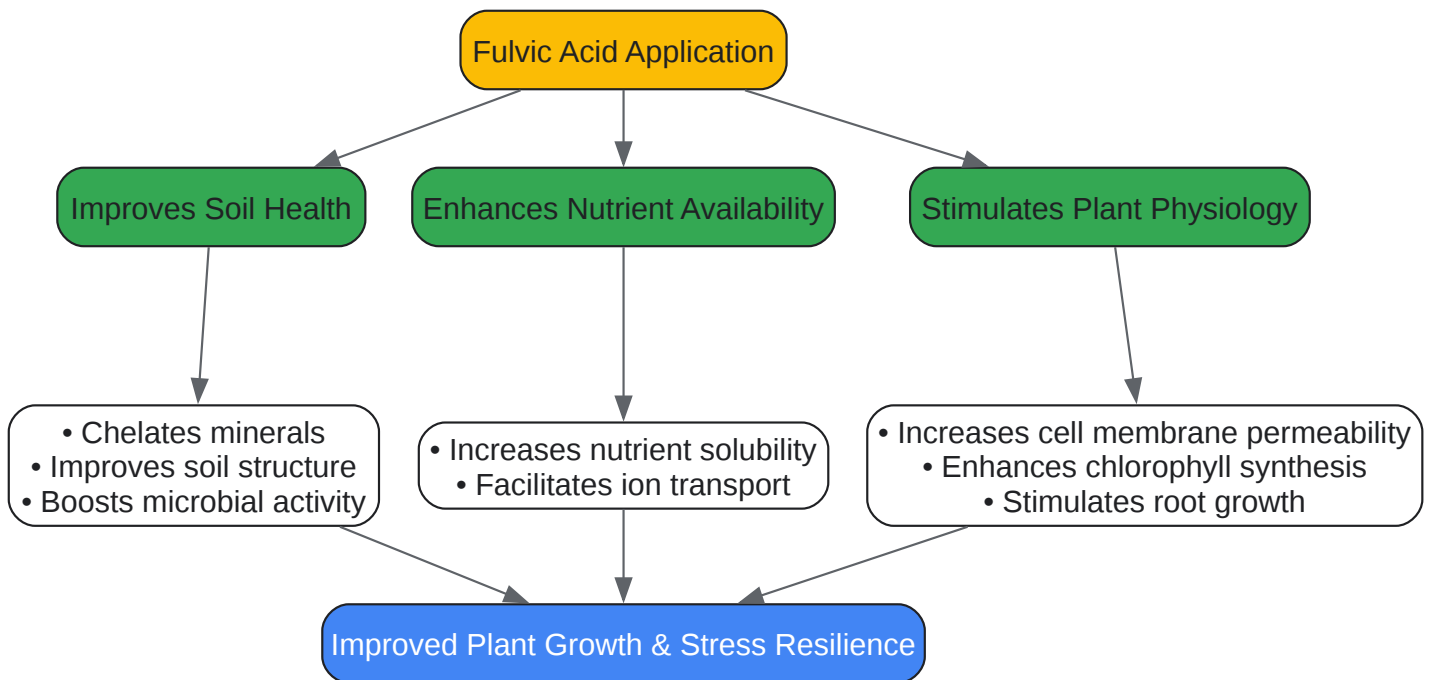 Fulvic Acid Application
Improves Soil Health
Enhances Nutrient Availability
Stimulates Plant Physiology
• Chelates minerals
• Improves soil structure
• Boosts microbial activity
• Increases nutrient solubility
• Facilitates ion transport
• Increases cell membrane permeability
• Enhances chlorophyll synthesis
• Stimulates root growth
Improved Plant Growth & Stress Resilience